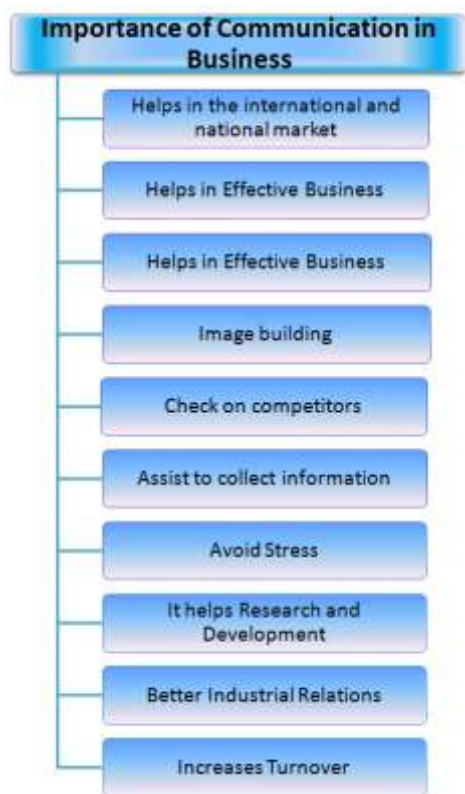 Importance of Communication in
Business
Helps in the international and
national market
Helps in Effective Business
Helps in Effective Business
Image building
Check on competitors
Assist to collect information
Avoid Stress
It helps Research and
Development
Better Industrial Relations
Increases Turnover